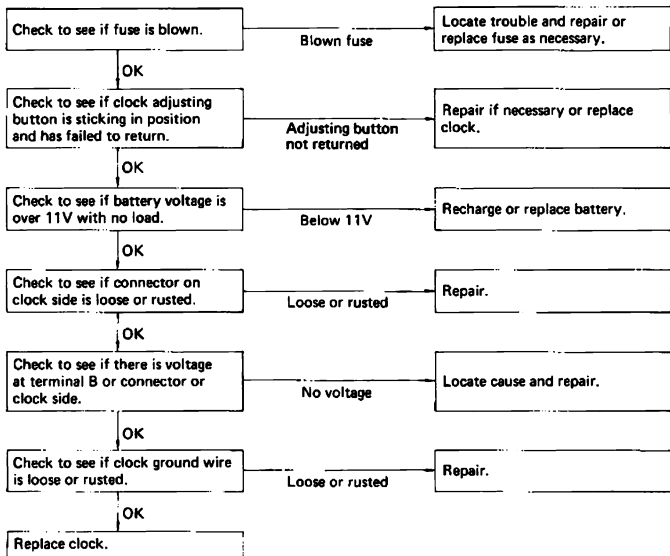 Check to see if fuse is blown.
Blown fuse
Locate trouble and repair or
replace fuse as necessary.
OK
Check to see if clock adjusting
button is sticking in position
and has failed to return.
Adjusting button
not returned
Repair if necessary or replace
clock.
OK
Check to see if battery voltage is
over 11V with no load.
Below 11V
Recharge or replace battery.
OK
Check to see if connector on
clock side is loose or rusted.
Loose or rusted
Repair.
OK
Check to see if there is voltage
at terminal B or connector or
clock side.
No voltage
Locate cause and repair.
OK
Check to see if clock ground wire
is loose or rusted.
Loose or rusted
Repair.
OK
Replace clock.